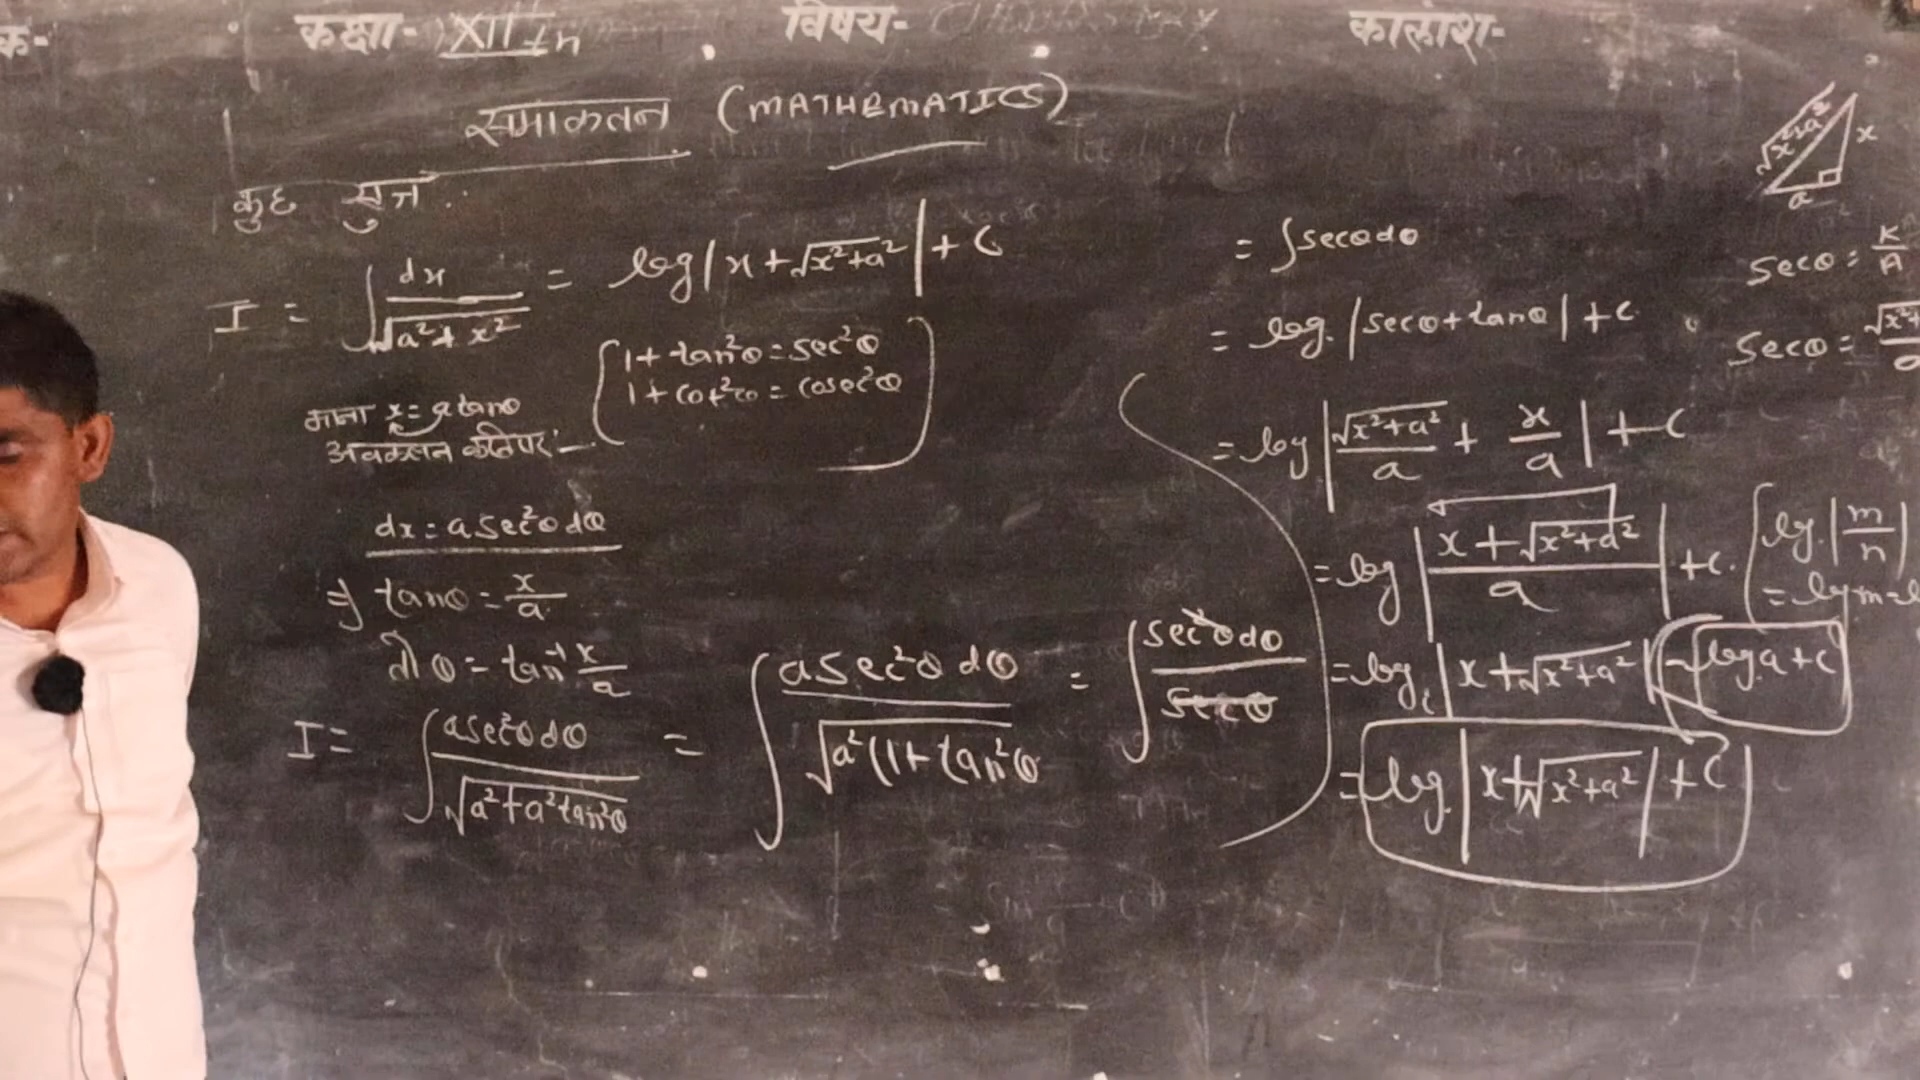 क-
कक्षा- XII th विषय- कालांश-
समाकलन (MATHEMATICS)
कुछ सुत्र
I = ∫ dx / √(a²+x²) = log|x+√(x²+a²)|+c
[1+tan²θ=sec²θ
1+cot²θ=cosec²θ]
माना x=a tanθ
अवकलन करने पर:-
dx=a sec²θ dθ
⇒ tanθ = x/a
तो θ=tan⁻¹ x/a
I = ∫ a sec²θ dθ / √(a²+a²tan²θ) = ∫ a sec²θ dθ / √(a²(1+tan²θ = ∫ sec²θ dθ / secθ
= ∫secθ dθ
= log.|secθ+tanθ|+c
= log|√(x²+a²)/a + x/a|+c
= log|(x+√(x²+a²))/a|+c. [log.|m/n|
= log m-l
= log|x+√(x²+a²)|-log a+c
= log|x+√(x²+a²)|+c
√(x²+a²)
x
a
secθ = K/A
secθ = √(x²+
a